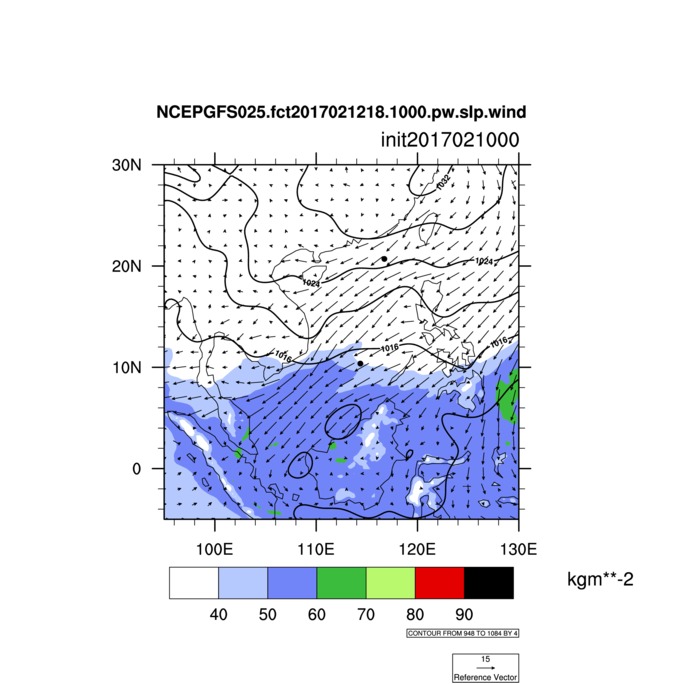 NCEPGFS025.fct2017021218.1000.pw.slp.wind
init2017021000
30N
1032
20N
1024
1024
1016
1016
1016
10N
0
100E 110E 120E 130E
kgm**-2
40 50 60 70 80 90
CONTOUR FROM 948 TO 1084 BY 4
15
Reference Vector